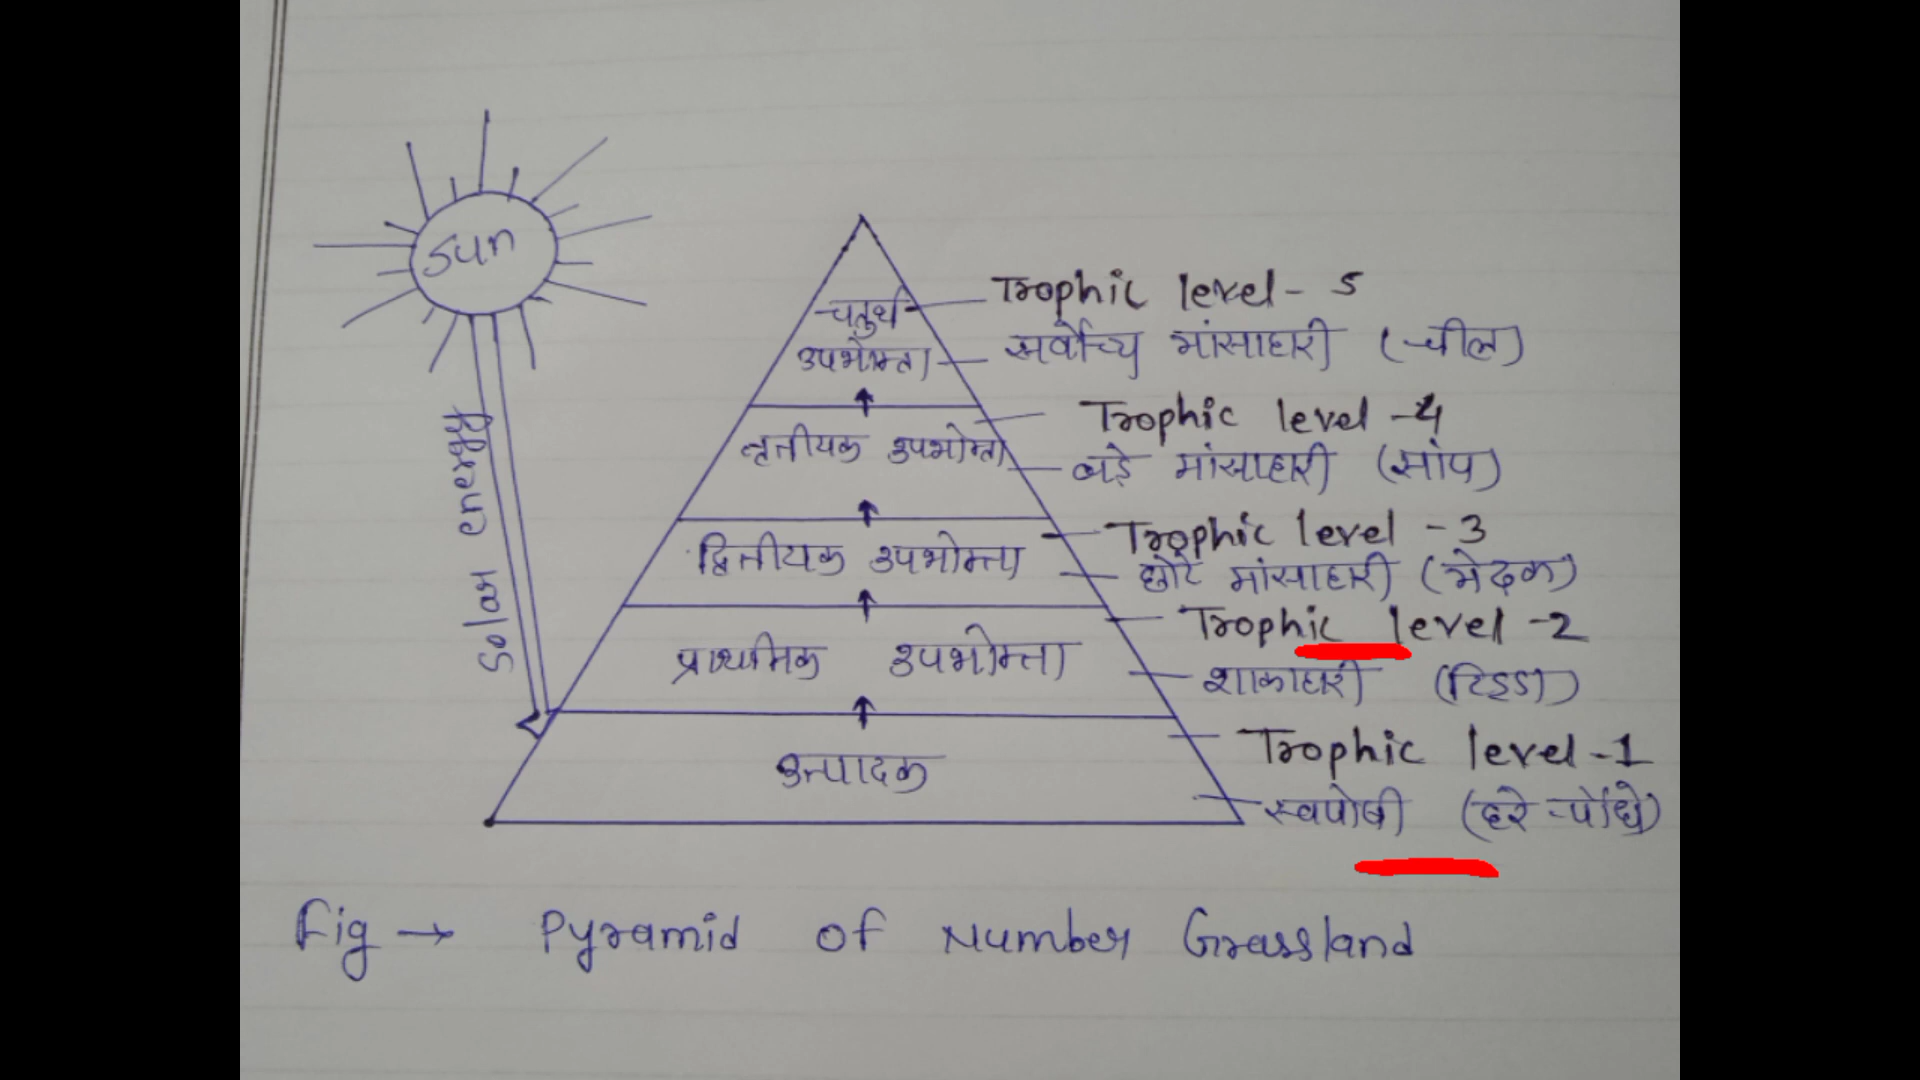 Sun
Solar energy
चतुर्थ
उपभोक्ता
Trophic level - 5
सर्वोच्य मांसाहारी (चील)
तृतीयक उपभोक्ता
Trophic level - 4
बड़े मांसाहारी (सांप)
द्वितीयक उपभोक्ता
Trophic level - 3
छोटे मांसाहारी (मेढ़क)
प्राथमिक उपभोक्ता
Trophic level - 2
शाकाहारी (टिड्डा)
उत्पादक
Trophic level - 1
स्वपोषी (हरे-पौधे)
Fig → Pyramid of Number Grassland